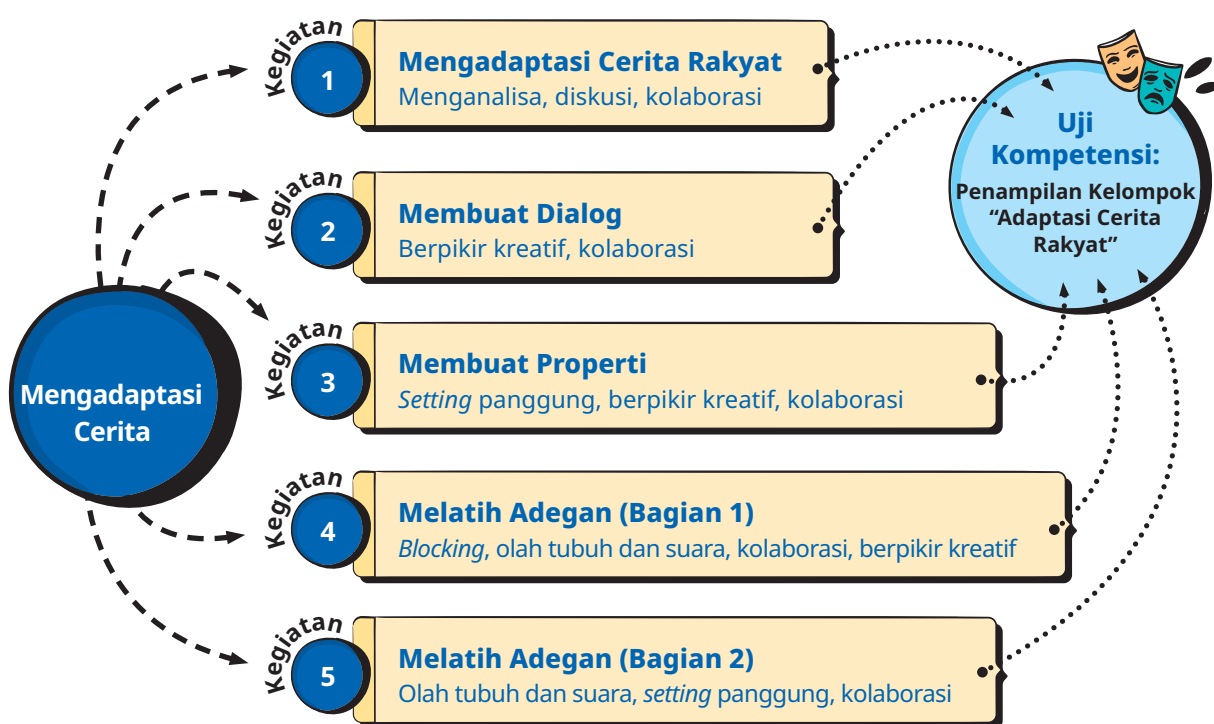 Mengadaptasi
Cerita
Kegiatan
1
Mengadaptasi Cerita Rakyat
Menganalisa, diskusi, kolaborasi
Kegiatan
2
Membuat Dialog
Berpikir kreatif, kolaborasi
Kegiatan
3
Membuat Properti
Setting panggung, berpikir kreatif, kolaborasi
Kegiatan
4
Melatih Adegan (Bagian 1)
Blocking, olah tubuh dan suara, kolaborasi, berpikir kreatif
Kegiatan
5
Melatih Adegan (Bagian 2)
Olah tubuh dan suara, setting panggung, kolaborasi
Uji
Kompetensi:
Penampilan Kelompok
“Adaptasi Cerita
Rakyat”